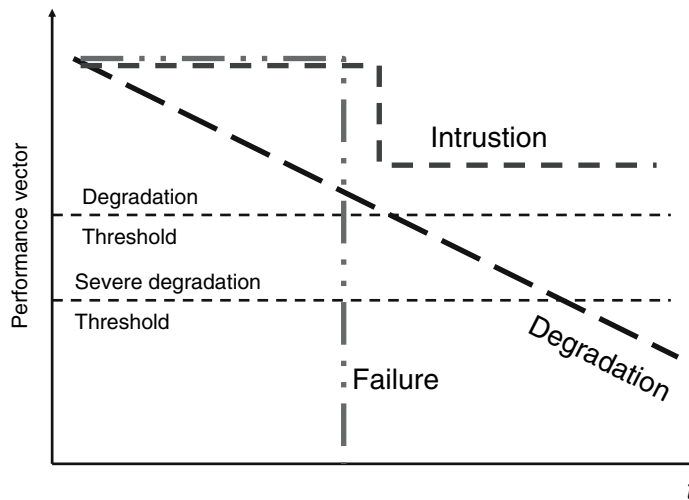 Performance vector
Intrustion
Degradation
Threshold
Severe degradation
Threshold
Degradation
Failure